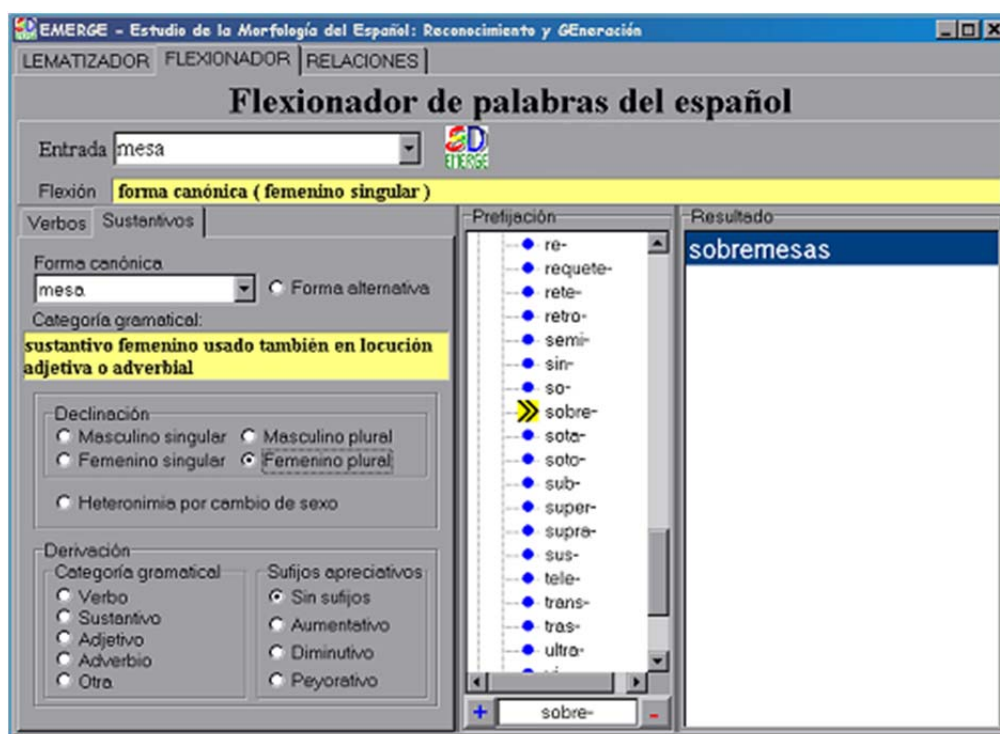 EMERGE - Estudio de la Morfología del Español: Reconocimiento y GEneración
LEMATIZADOR FLEXIONADOR RELACIONES
Flexionador de palabras del español
Entrada mesa
SD
EMERGE
Flexión forma canónica ( femenino singular )
Verbos Sustantivos
Forma canónica
mesa
Forma alternativa
Categoría gramatical:
sustantivo femenino usado también en locución
adjetiva o adverbial
Declinación
Masculino singular Masculino plural
Femenino singular Femenino plural
Heteronimia por cambio de sexo
Derivación
Categoría gramatical
Verbo
Sustantivo
Adjetivo
Adverbio
Otra
Sufijos apreciativos
Sin sufijos
Aumentativo
Diminutivo
Peyorativo
Prefijación
re-
requete-
rete-
retro-
semi-
sin-
so-
sobre-
sota-
soto-
sub-
super-
supra-
sus-
tele-
trans-
tras-
ultra-
+ sobre- -
Resultado
sobremesas